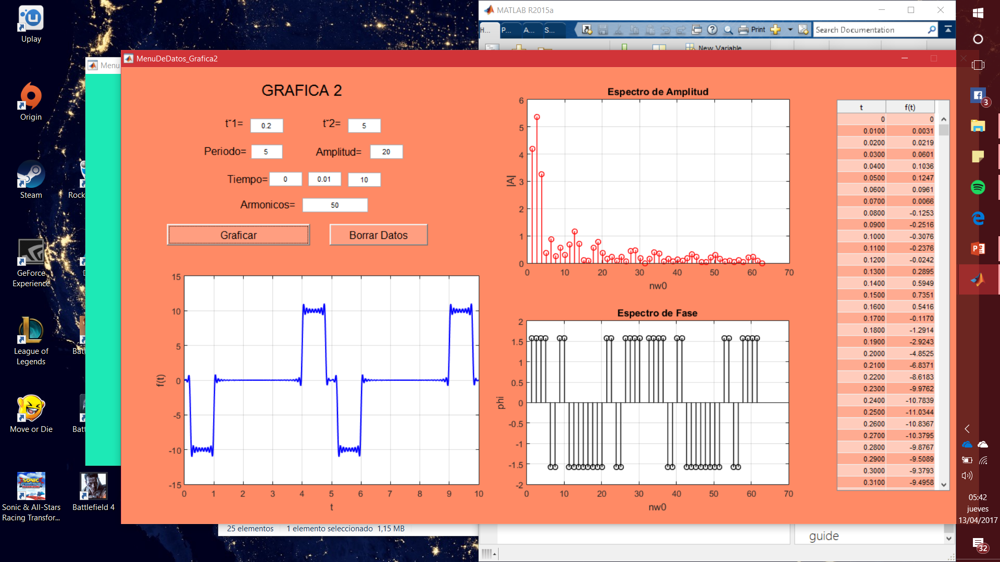 Uplay
Origin
Steam
Rock
GeForce
Experience
League of
Legends
Bat
Move or Die
Batt
Sonic & All-Stars
Racing Transfor...
Battlefield 4
MATLAB R2015a
H...
P...
A...
S...
Print
Search Documentation
New Variable
Menu
MenuDeDatos_Grafica2
GRAFICA 2
t˘1=
0.2
t˘2=
5
Periodo=
5
Amplitud=
20
Tiempo=
0
0.01
10
Armonicos=
50
Graficar
Borrar Datos
15
10
5
0
-5
-10
-15
f(t)
0 1 2 3 4 5 6 7 8 9 10
t
Espectro de Amplitud
6
5
4
3
2
1
0
|A|
0 10 20 30 40 50 60 70
nw0
Espectro de Fase
2
1.5
1
0.5
0
-0.5
-1
-1.5
-2
phi
0 10 20 30 40 50 60 70
nw0
t f(t)
0 0
0.0100 0.0031
0.0200 0.0219
0.0300 0.0601
0.0400 0.1036
0.0500 0.1247
0.0600 0.0961
0.0700 0.0066
0.0800 -0.1253
0.0900 -0.2516
0.1000 -0.3076
0.1100 -0.2376
0.1200 -0.0242
0.1300 0.2895
0.1400 0.5949
0.1500 0.7351
0.1600 0.5416
0.1700 -0.1170
0.1800 -1.2914
0.1900 -2.9243
0.2000 -4.8525
0.2100 -6.8371
0.2200 -8.6183
0.2300 -9.9762
0.2400 -10.7839
0.2500 -11.0344
0.2600 -10.8367
0.2700 -10.3795
0.2800 -9.8767
0.2900 -9.5089
0.3000 -9.3793
0.3100 -9.4958
25 elementos
1 elemento seleccionado 1,15 MB
guide
3
05:42
jueves
13/04/2017
32